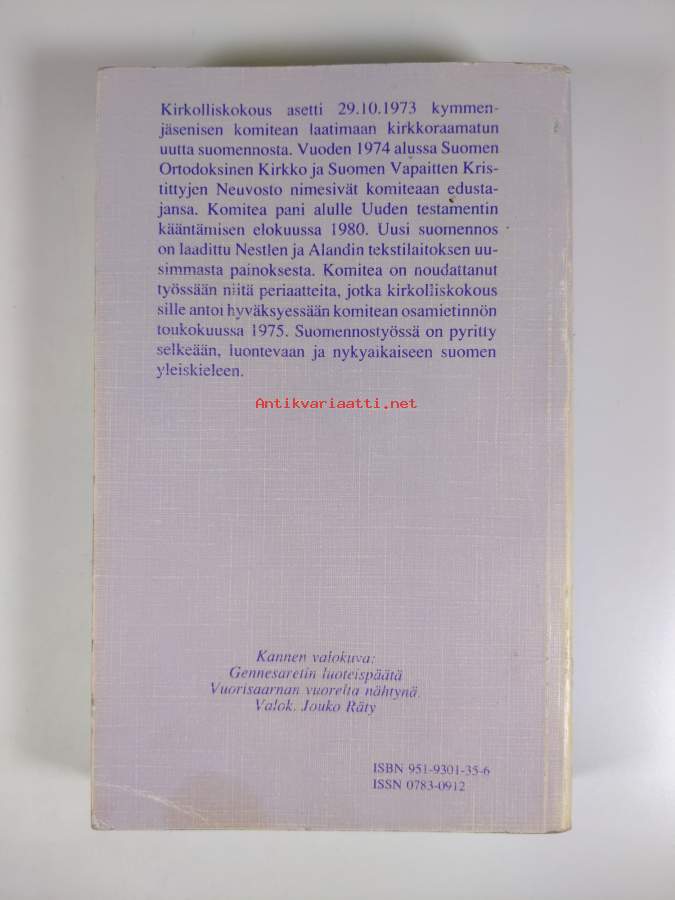 Kirkolliskokous asetti 29.10.1973 kymmen-
jäsenisen komitean laatimaan kirkkoraamatun
uutta suomennosta. Vuoden 1974 alussa Suomen
Ortodoksinen Kirkko ja Suomen Vapaitten Kris-
tittyjen Neuvosto nimesivät komiteaan edusta-
jansa. Komitea pani alulle Uuden testamentin
kääntämisen elokuussa 1980. Uusi suomennos
on laadittu Nestlen ja Alandin tekstilaitoksen uu-
simmasta painoksesta. Komitea on noudattanut
työssään niitä periaatteita, jotka kirkolliskokous
sille antoi hyväksyessään komitean osamietinnön
toukokuussa 1975. Suomennostyössä on pyritty
selkeään, luontevaan ja nykyaikaiseen suomen
yleiskieleen.
Antikvariaatti.net
Kannen valokuva:
Gennesaretin luoteispäätä
Vuorisaarnan vuorelta nähtynä.
Valok. Jouko Räty
ISBN 951-9301-35-6
ISSN 0783-0912